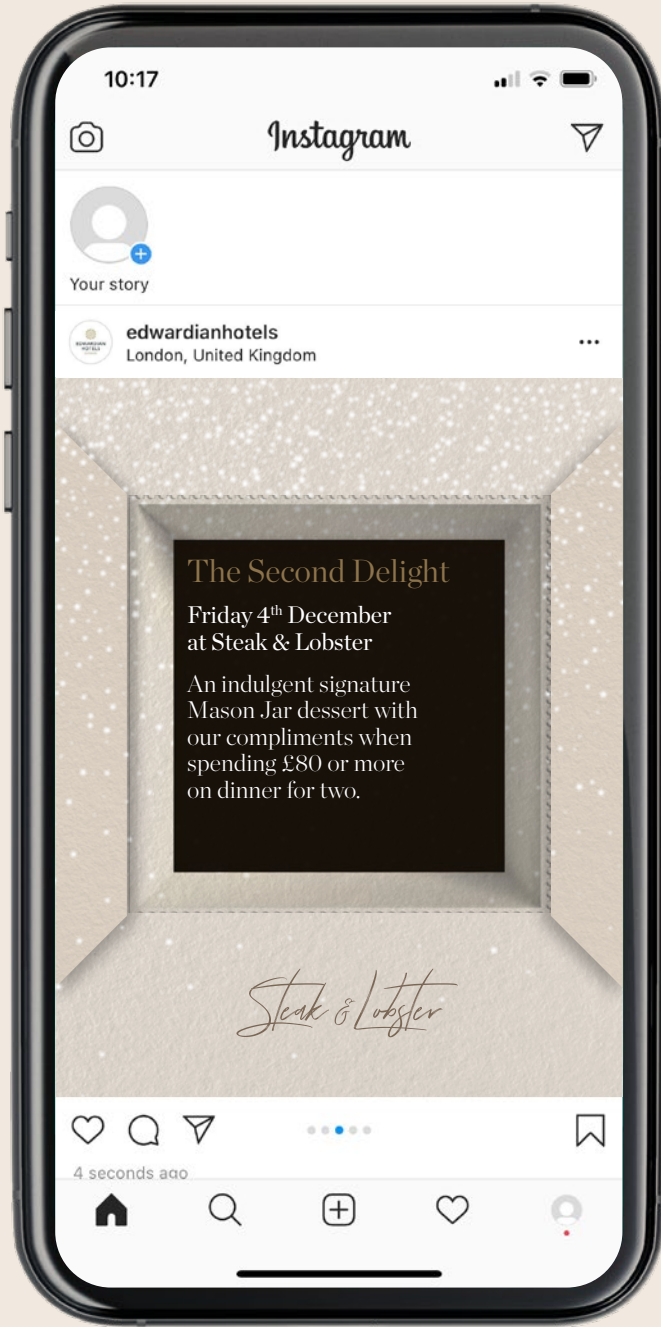 10:17
Instagram
Your story
EDWARDIAN
HOTELS
edwardianhotels
London, United Kingdom
The Second Delight
Friday 4th December
at Steak & Lobster
An indulgent signature
Mason Jar dessert with
our compliments when
spending £80 or more
on dinner for two.
Steak & Lobster
4 seconds ago